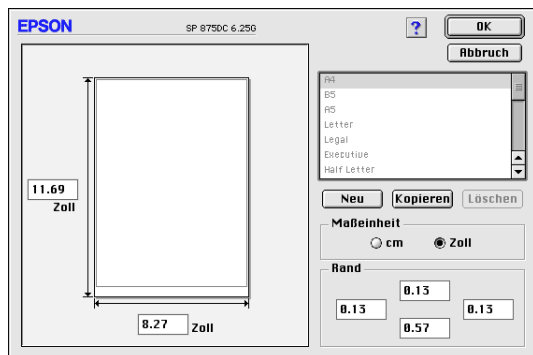 EPSON SP 875DC 6.25G ? OK
Abbruch
A4
B5
A5
Letter
Legal
Executive
Half Letter
11.69
Zoll
8.27 Zoll
Neu Kopieren Löschen
Maßeinheit
cm Zoll
Rand
0.13
0.13 0.13
0.57